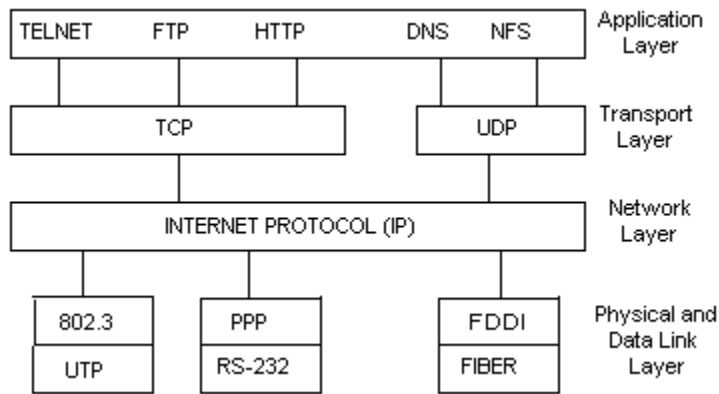 TELNET FTP HTTP DNS NFS
Application
Layer
TCP UDP
Transport
Layer
INTERNET PROTOCOL (IP)
Network
Layer
802.3 PPP FDDI
UTP RS-232 FIBER
Physical and
Data Link
Layer